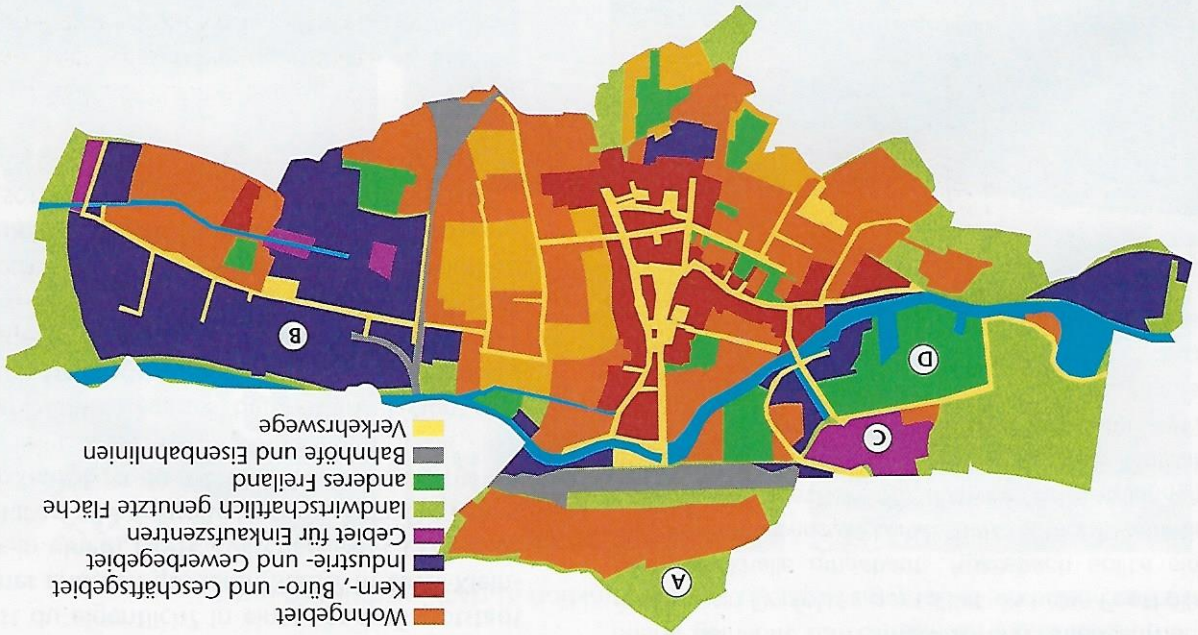 A
Wohngebiet
Kern-, Büro- und Geschäftsgebiet
Industrie- und Gewerbegebiet
Gebiet für Einkaufszentren
landwirtschaftlich genutzte Fläche
anderes Freiland
Bahnhöfe und Eisenbahnlinien
Verkehrswege
C
D
B